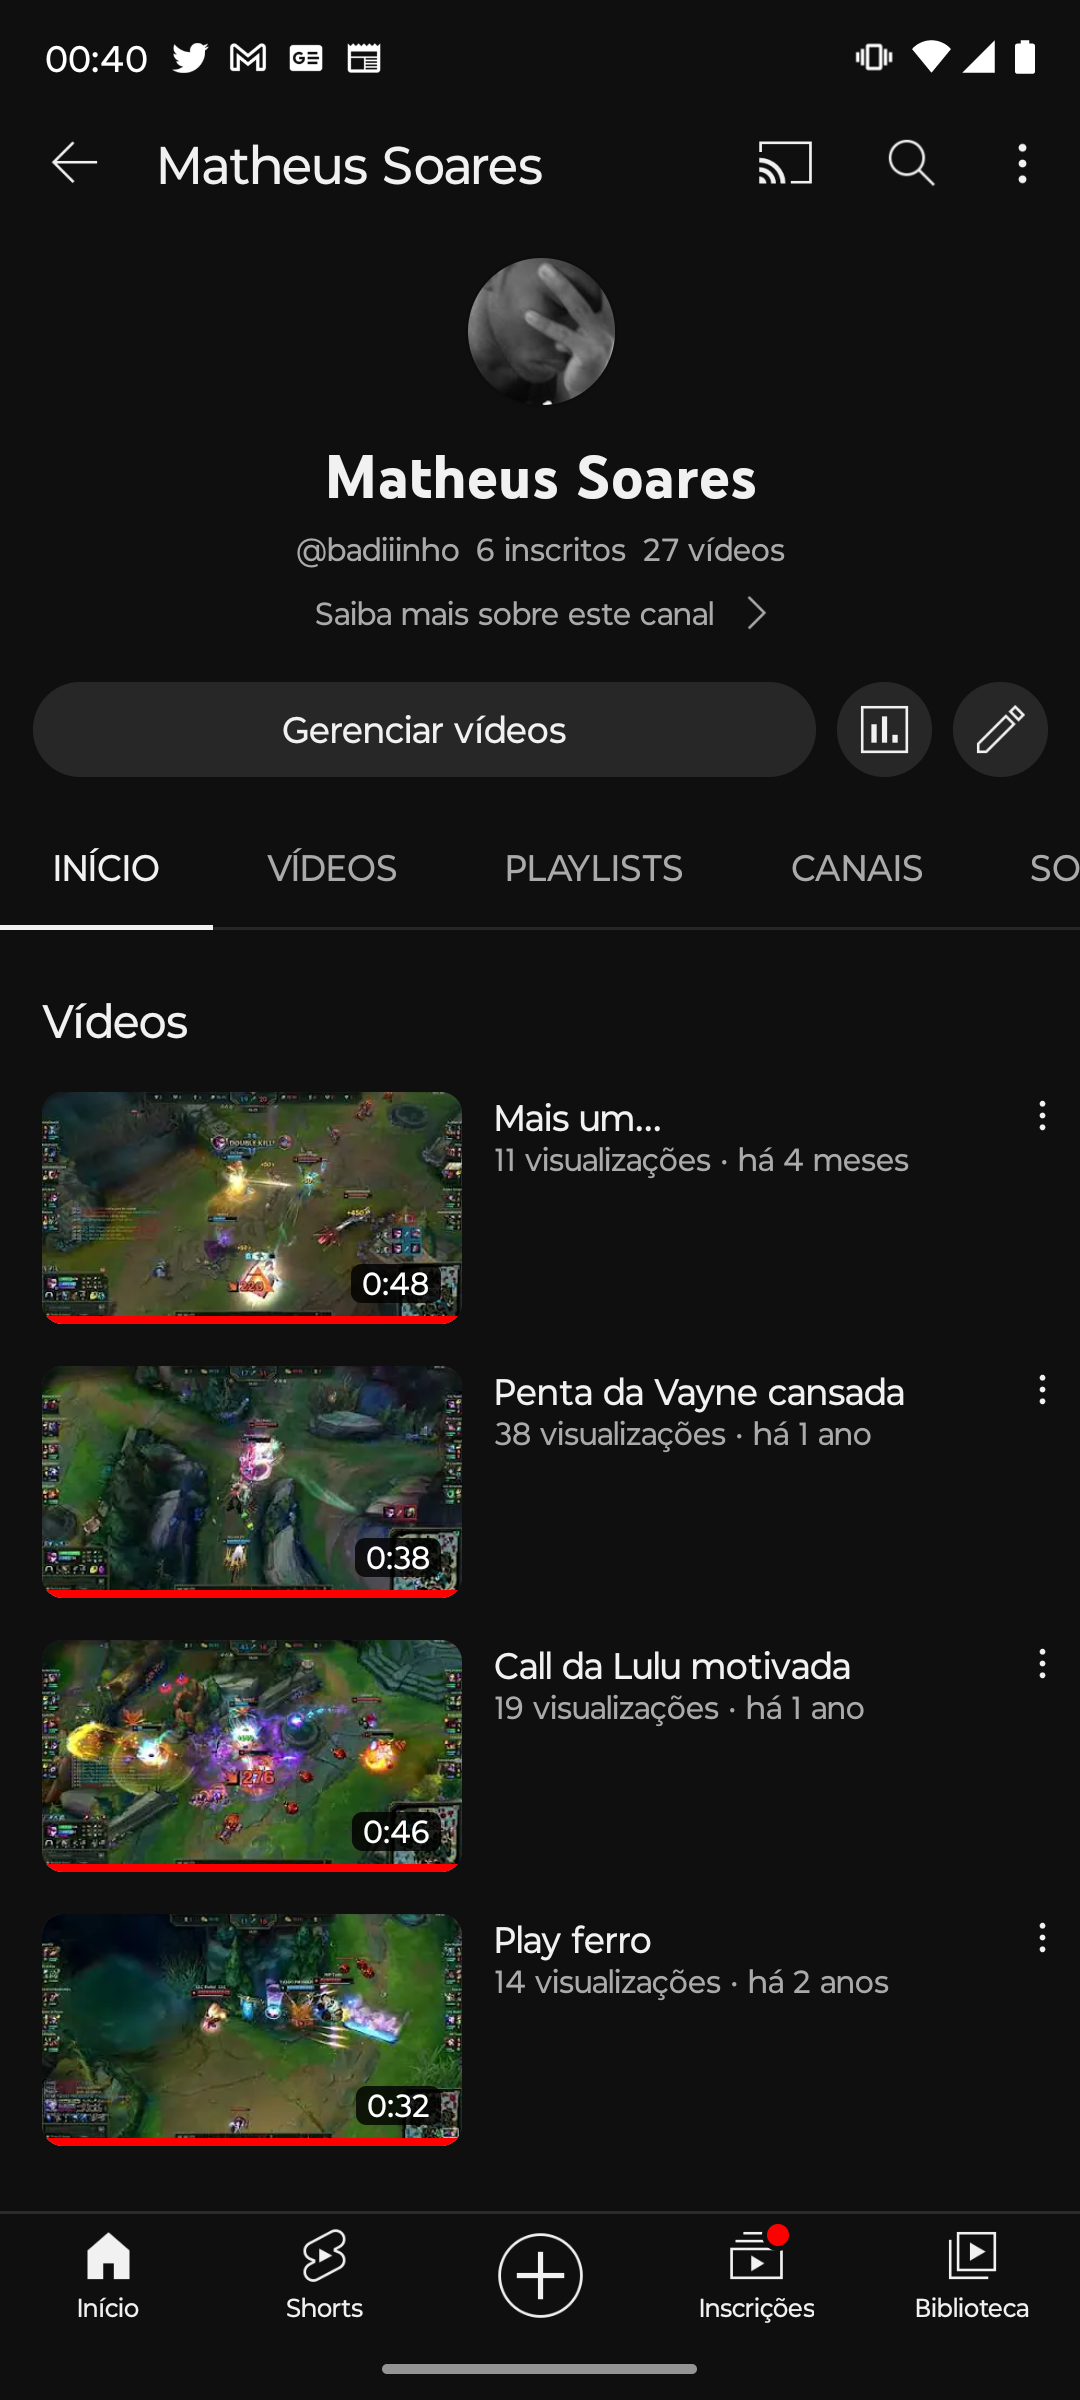 00:40
Matheus Soares
Matheus Soares
@badiiinho 6 inscritos 27 vídeos
Saiba mais sobre este canal
Gerenciar vídeos
INÍCIO VÍDEOS PLAYLISTS CANAIS SO
Vídeos
Mais um...
11 visualizações · há 4 meses
DOUBLE KILL!
0:48
Penta da Vayne cansada
38 visualizações · há 1 ano
0:38
Call da Lulu motivada
19 visualizações · há 1 ano
276
0:46
Play ferro
14 visualizações · há 2 anos
0:32
Início Shorts Inscrições Biblioteca